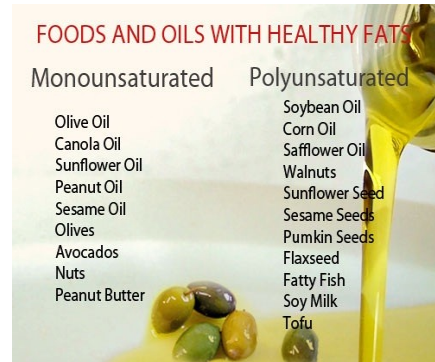 FOODS AND OILS WITH HEALTHY FATS
Monounsaturated
Olive Oil
Canola Oil
Sunflower Oil
Peanut Oil
Sesame Oil
Olives
Avocados
Nuts
Peanut Butter
Polyunsaturated
Soybean Oil
Corn Oil
Safflower Oil
Walnuts
Sunflower Seed
Sesame Seeds
Pumkin Seeds
Flaxseed
Fatty Fish
Soy Milk
Tofu